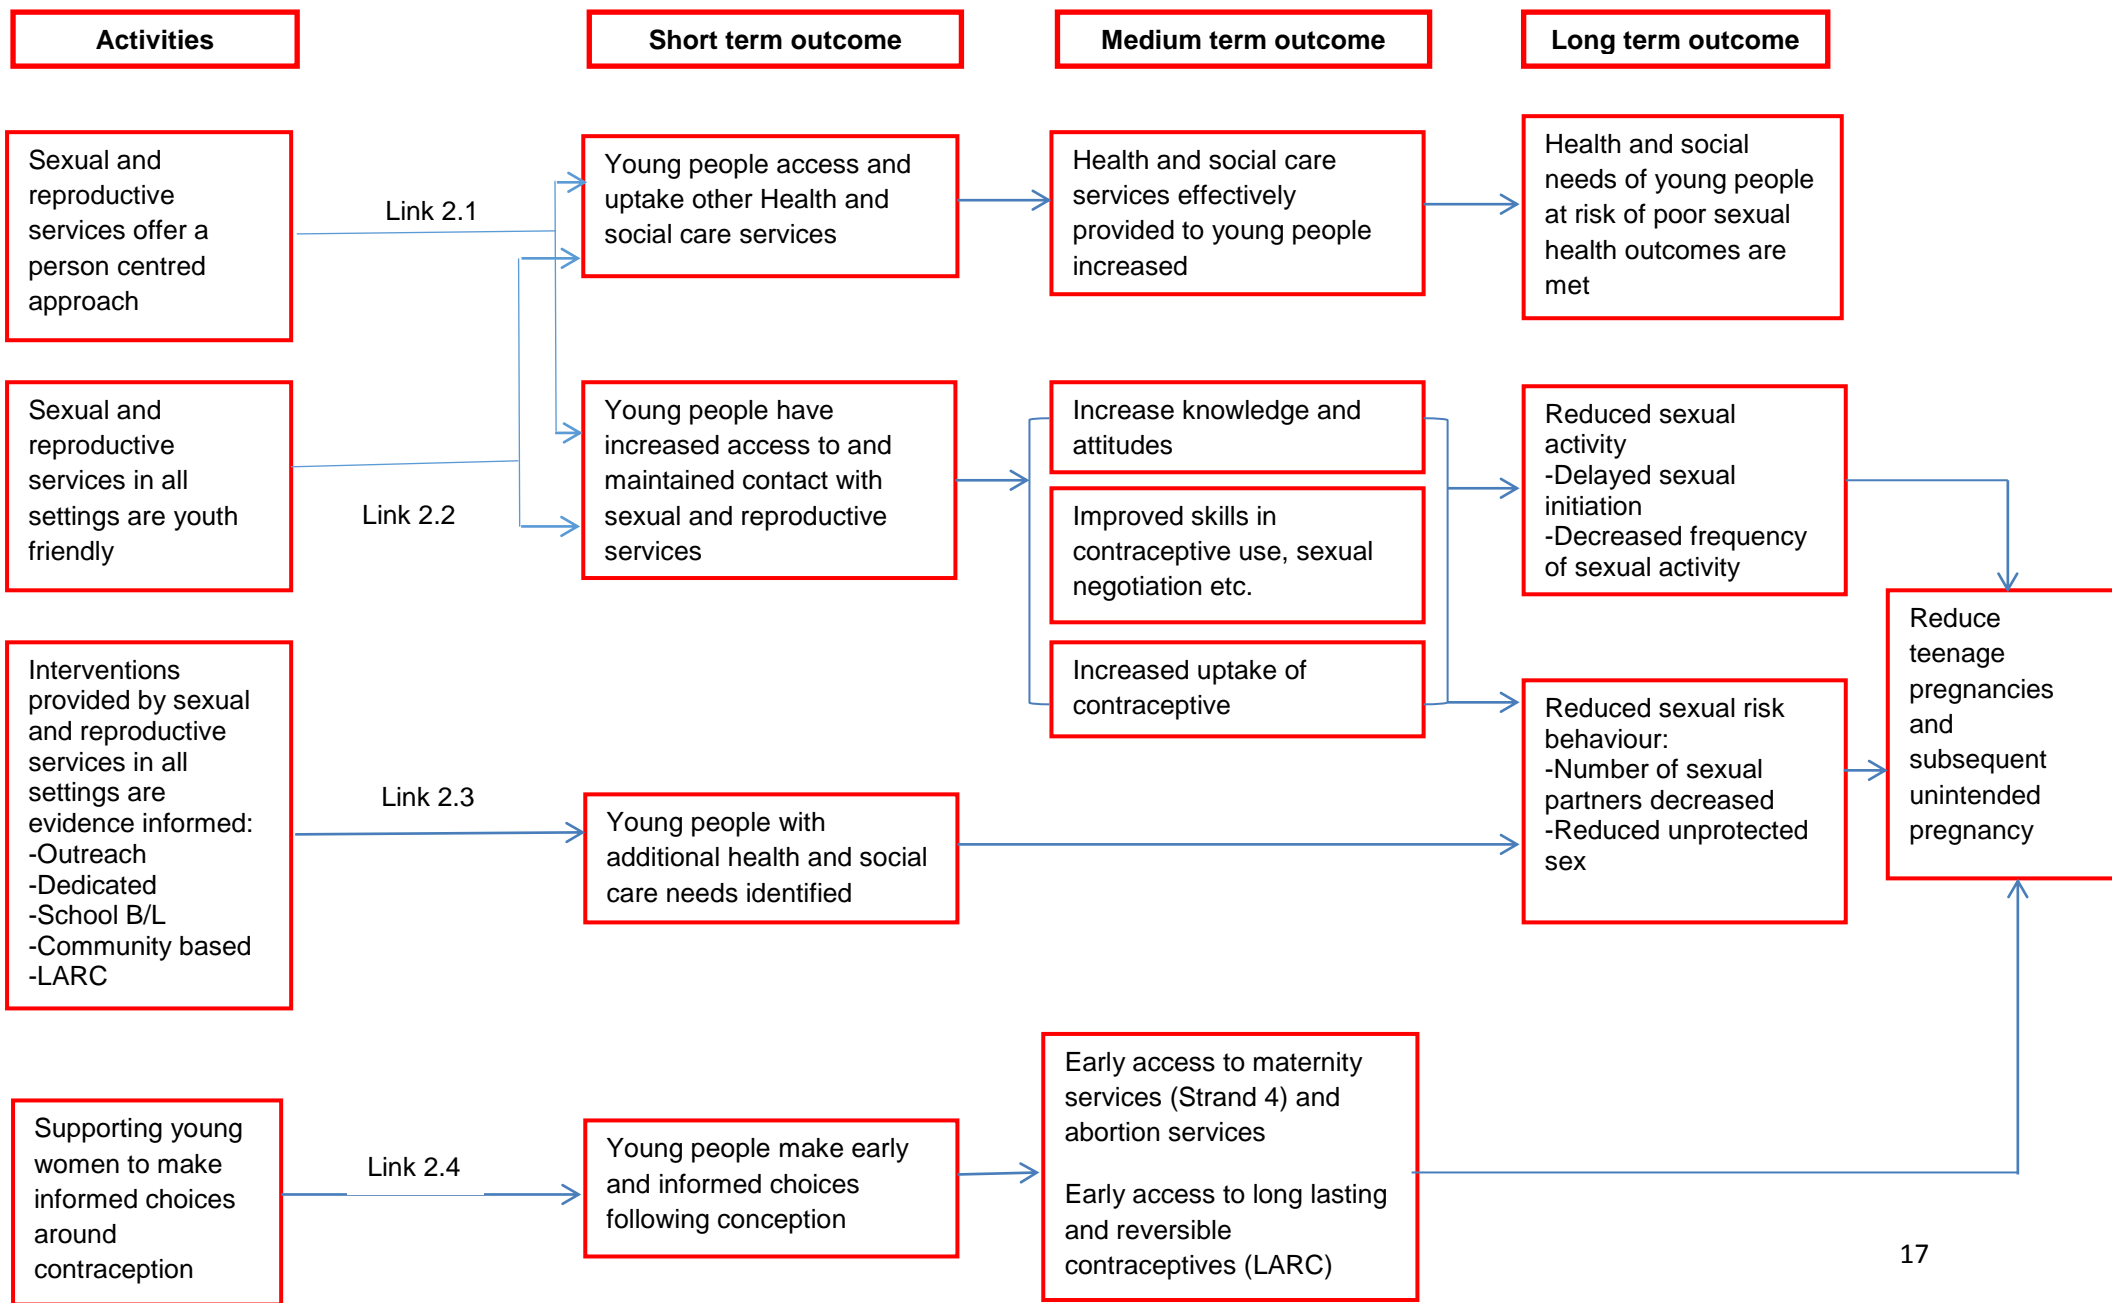 Activities
Short term outcome
Medium term outcome
Long term outcome
Sexual and
reproductive
services offer a
person centred
approach
Link 2.1
Young people access and
uptake other Health and
social care services
Health and social care
services effectively
provided to young people
increased
Health and social
needs of young people
at risk of poor sexual
health outcomes are
met
Sexual and
reproductive
services in all
settings are youth
friendly
Link 2.2
Young people have
increased access to and
maintained contact with
sexual and reproductive
services
Increase knowledge and
attitudes
Improved skills in
contraceptive use, sexual
negotiation etc.
Increased uptake of
contraceptive
Reduced sexual
activity
-Delayed sexual
initiation
-Decreased frequency
of sexual activity
Reduce
teenage
pregnancies
and
subsequent
unintended
pregnancy
Interventions
provided by sexual
and reproductive
services in all
settings are
evidence informed:
-Outreach
-Dedicated
-School B/L
-Community based
-LARC
Link 2.3
Young people with
additional health and social
care needs identified
Reduced sexual risk
behaviour:
-Number of sexual
partners decreased
-Reduced unprotected
sex
Supporting young
women to make
informed choices
around
contraception
Link 2.4
Young people make early
and informed choices
following conception
Early access to maternity
services (Strand 4) and
abortion services
Early access to long lasting
and reversible
contraceptives (LARC)
17